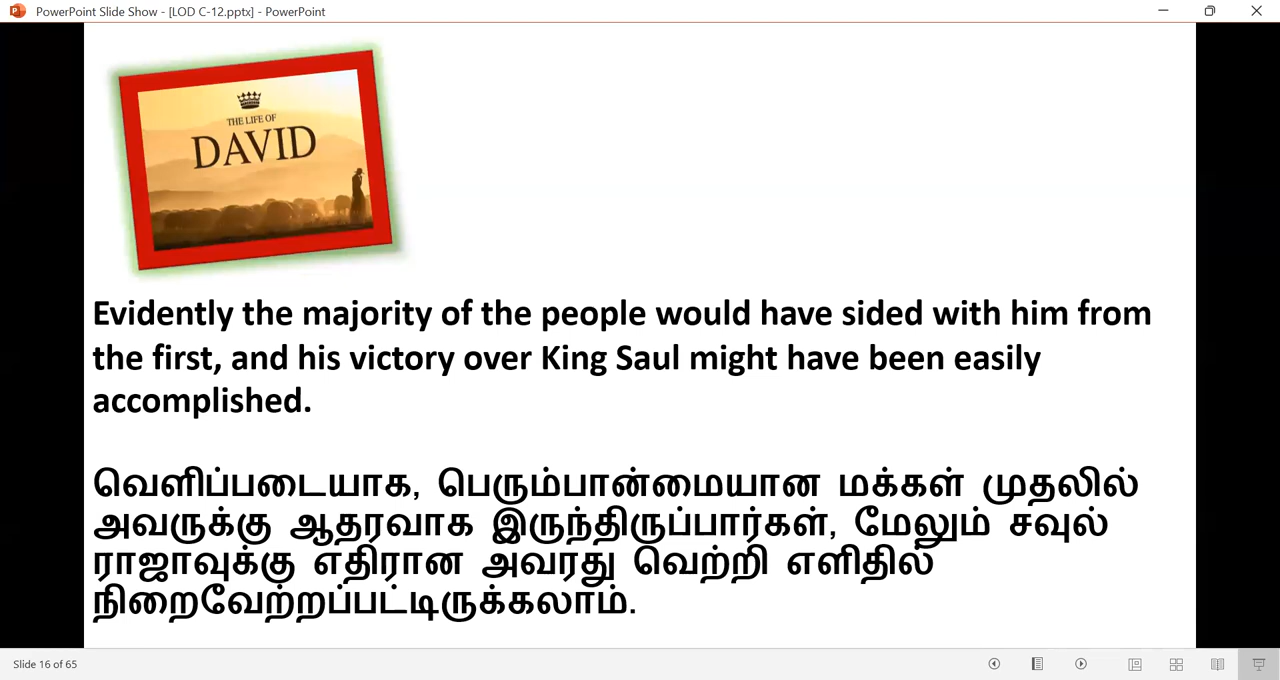 PowerPoint Slide Show - [LOD C-12.pptx] - PowerPoint
THE LIFE OF
DAVID
Evidently the majority of the people would have sided with him from
the first, and his victory over King Saul might have been easily
accomplished.
வெளிப்படையாக, பெரும்பான்மையான மக்கள் முதலில்
அவருக்கு ஆதரவாக இருந்திருப்பார்கள், மேலும் சவுல்
ராஜாவுக்கு எதிரான அவரது வெற்றி எளிதில்
நிறைவேற்றப்பட்டிருக்கலாம்.
Slide 16 of 65